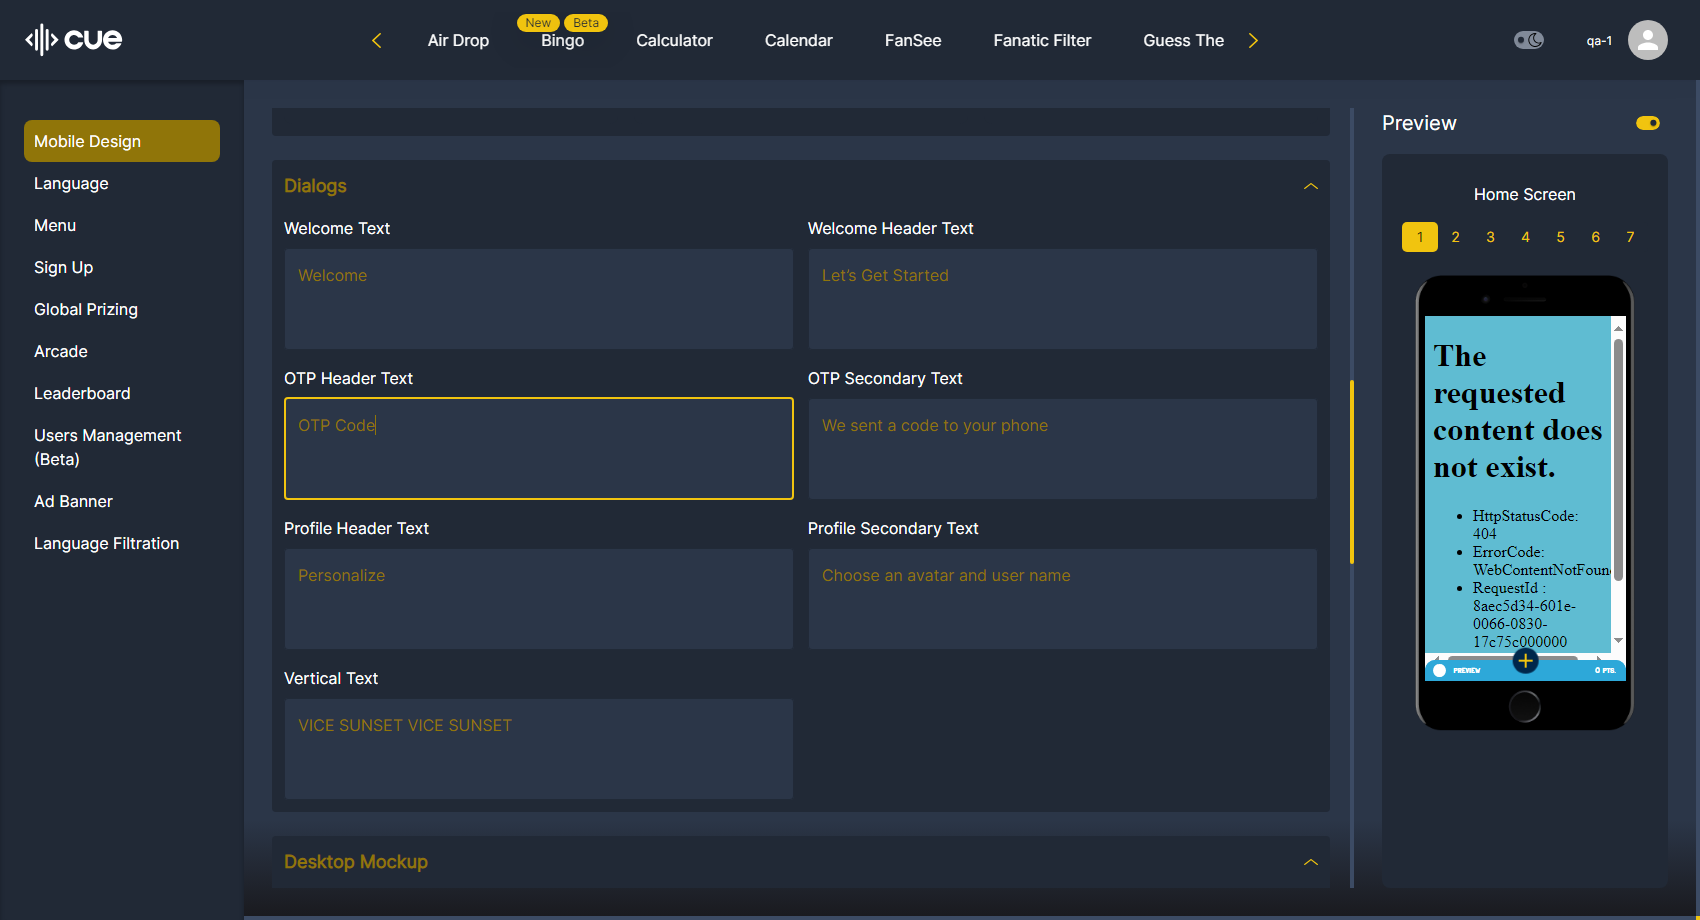 cue
Air Drop
New
Beta
Bingo
Calculator
Calendar
FanSee
Fanatic Filter
Guess The
qa-1
Mobile Design
Language
Menu
Sign Up
Global Prizing
Arcade
Leaderboard
Users Management
(Beta)
Ad Banner
Language Filtration
Dialogs
Welcome Text
Welcome
Welcome Header Text
Let's Get Started
OTP Header Text
OTP Code
OTP Secondary Text
We sent a code to your phone
Profile Header Text
Personalize
Profile Secondary Text
Choose an avatar and user name
Vertical Text
VICE SUNSET VICE SUNSET
Desktop Mockup
Preview
Home Screen
1 2 3 4 5 6 7
The
requested
content does
not exist.
HttpStatusCode:
404
ErrorCode:
WebContentNotFoun
RequestId :
8aec5d34-601e-
0066-0830-
17c75c000000
PREVIEW
0 PTS.